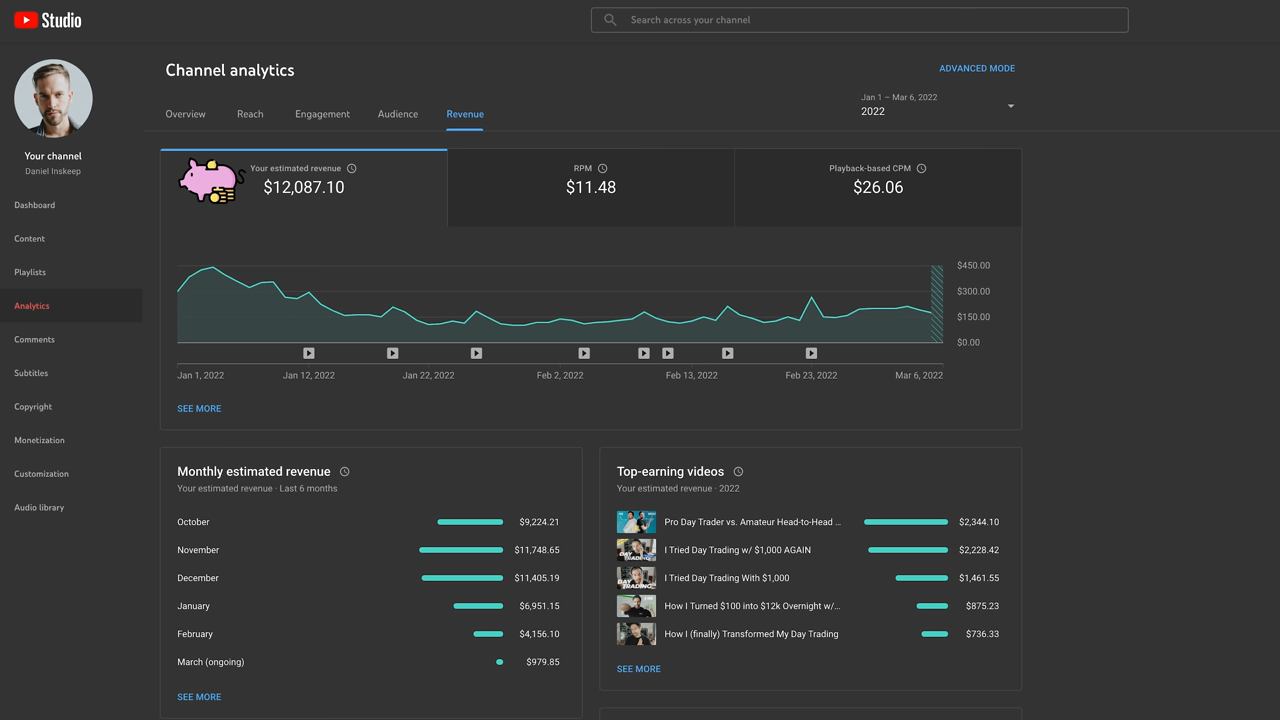 Studio
Search across your channel
Your channel
Daniel Inskeep
Dashboard
Content
Playlists
Analytics
Comments
Subtitles
Copyright
Monetization
Customization
Audio library
Channel analytics
ADVANCED MODE
Overview Reach Engagement Audience Revenue
Jan 1 – Mar 6, 2022
2022
Your estimated revenue
$12,087.10
RPM
$11.48
Playback-based CPM
$26.06
$450.00
$300.00
$150.00
$0.00
Jan 1, 2022 Jan 12, 2022 Jan 22, 2022 Feb 2, 2022 Feb 13, 2022 Feb 23, 2022 Mar 6, 2022
SEE MORE
Monthly estimated revenue
Your estimated revenue · Last 6 months
October $9,224.21
November $11,748.65
December $11,405.19
January $6,951.15
February $4,156.10
March (ongoing) $979.85
SEE MORE
Top-earning videos
Your estimated revenue · 2022
Pro Day Trader vs. Amateur Head-to-Head ... $2,344.10
I Tried Day Trading w/ $1,000 AGAIN $2,228.42
DAY
I Tried Day Trading With $1,000 $1,461.55
DAY
TRADING
How I Turned $100 into $12k Overnight w/... $875.23
How I (finally) Transformed My Day Trading $736.33
SEE MORE